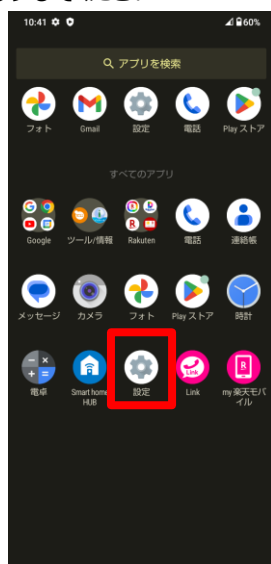 10:41
60%
アプリを検索
フォト
Gmail
設定
電話
Play ストア
すべてのアプリ
Google
ツール/情報
Rakuten
電話
連絡帳
メッセージ
カメラ
フォト
Play ストア
時計
電卓
Smart home
HUB
設定
Link
my 楽天モバ
イル